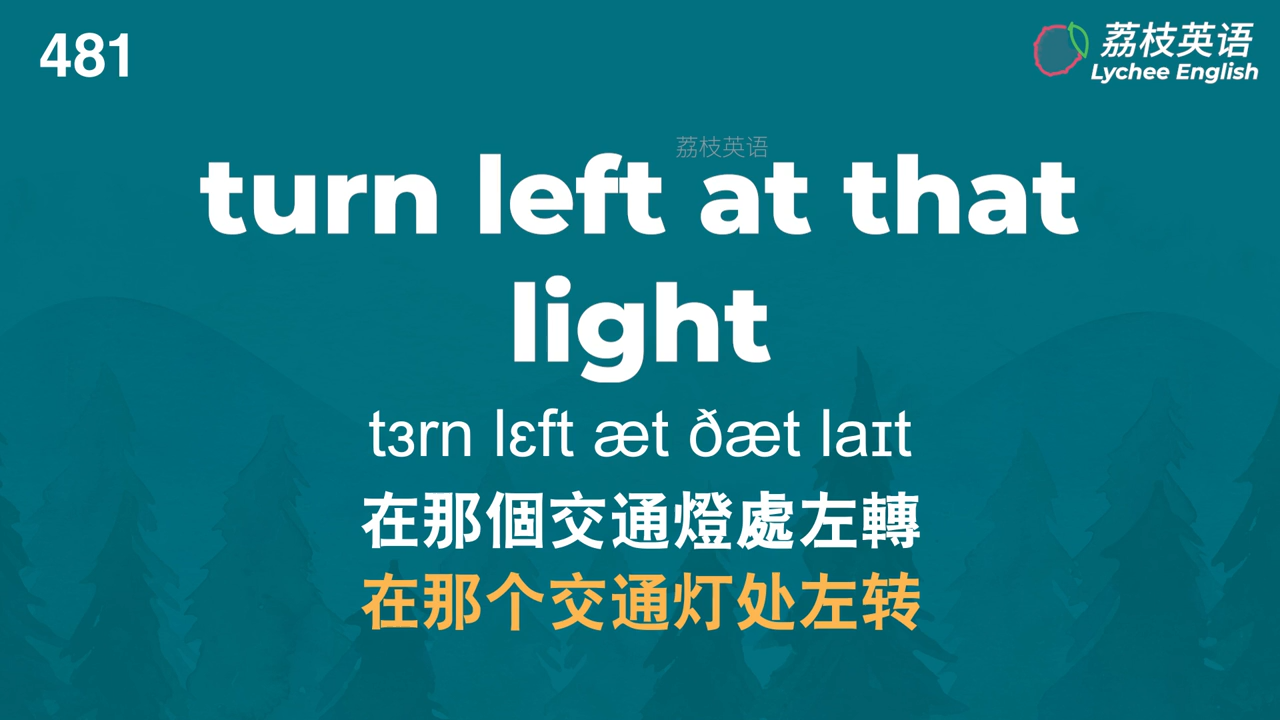 481
荔枝英语
Lychee English
荔枝英语
turn left at that
light
tɜrn lɛft æt ðæt laɪt
在那個交通燈處左轉
在那个交通灯处左转